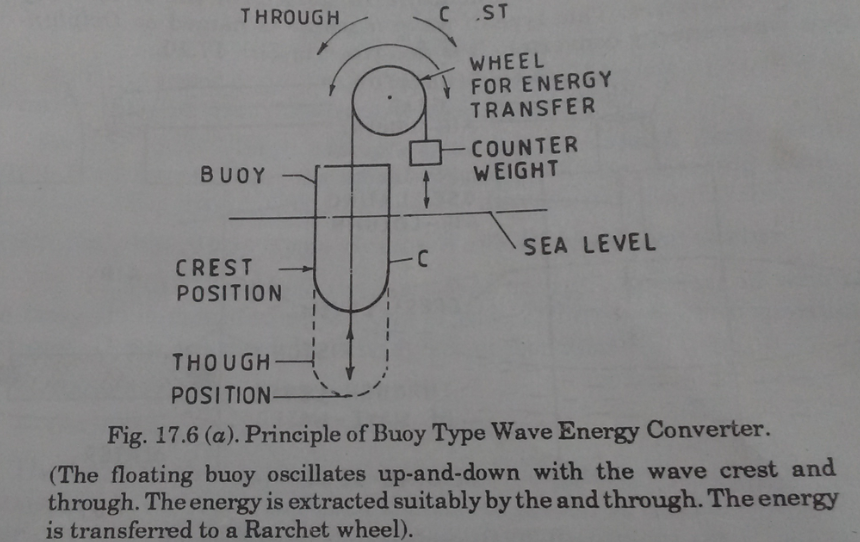 THROUGH C ST
WHEEL
FOR ENERGY
TRANSFER
COUNTER
WEIGHT
BUOY
SEA LEVEL
CREST
POSITION
C
THOUGH
POSITION
Fig. 17.6 (a). Principle of Buoy Type Wave Energy Converter.
(The floating buoy oscillates up-and-down with the wave crest and
through. The energy is extracted suitably by the and through. The energy
is transferred to a Rarchet wheel).